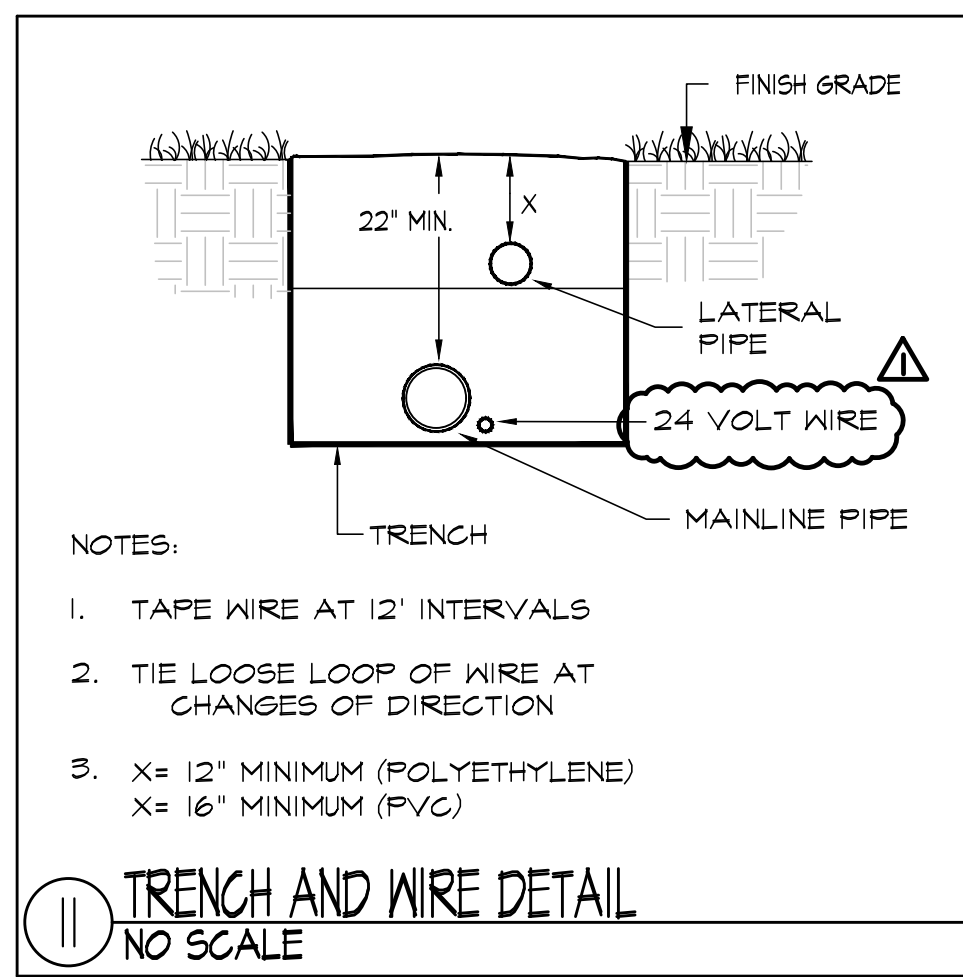 FINISH GRADE
22" MIN.
X
LATERAL
PIPE
1
24 VOLT WIRE
MAINLINE PIPE
TRENCH
NOTES:
1. TAPE WIRE AT 12' INTERVALS
2. TIE LOOSE LOOP OF WIRE AT
CHANGES OF DIRECTION
3. X= 12" MINIMUM (POLYETHYLENE)
X= 16" MINIMUM (PVC)
11
TRENCH AND WIRE DETAIL
NO SCALE